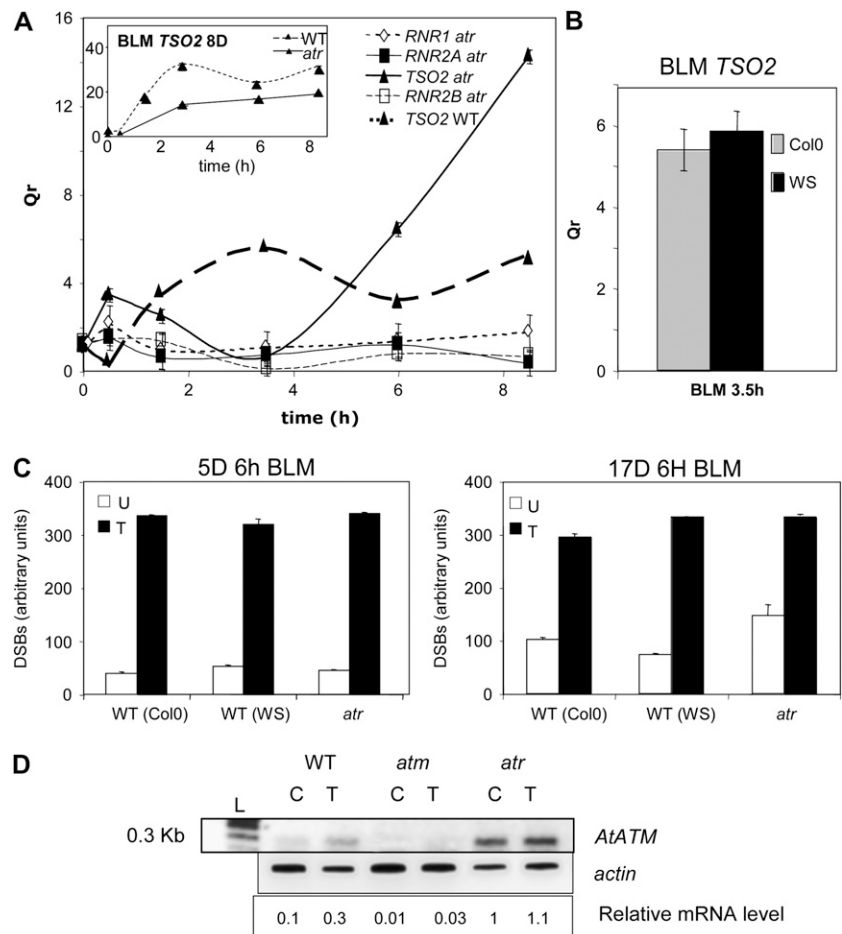 A
16
12
8
4
0
Qr
0
2
4
6
8
time (h)
BLM TSO2 8D
WT
atr
40
20
0
0
2
4
6
8
time (h)
RNR1 atr
RNR2A atr
TSO2 atr
RNR2B atr
TSO2 WT
B
BLM TSO2
8
6
4
2
0
Qr
Col0
WS
BLM 3.5h
C
5D 6h BLM
400
300
200
100
0
DSBs (arbitrary units)
U
T
WT (Col0) WT (WS) atr
17D 6H BLM
400
300
200
100
0
DSBs (arbitrary units)
U
T
WT (Col0) WT (WS) atr
D
WT atm atr
L C T C T C T
0.3 Kb
AtATM
actin
0.1 0.3 0.01 0.03 1 1.1 Relative mRNA level